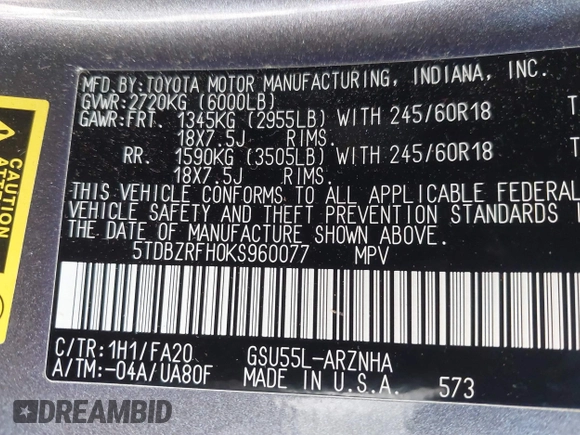 MFD.BY:TOYOTA MOTOR MANUFACTURING, INDIANA, INC.
GVWR:2720KG (6000LB)
GAWR:FRT. 1345KG (2955LB) WITH 245/60R18
18X7.5J RIMS.
RR. 1590KG (3505LB) WITH 245/60R18
18X7.5J RIMS.
THIS VEHICLE CONFORMS TO ALL APPLICABLE FEDERAL
VEHICLE SAFETY AND THEFT PREVENTION STANDARDS
THE DATE OF MANUFACTURE SHOWN ABOVE.
5TDBZRFH0KS960077 MPV
C/TR:1H1/FA20 GSU55L-ARZNHA
A/TM:-04A/UA80F MADE IN U.S.A. 573
CAUTION
DREAMBID